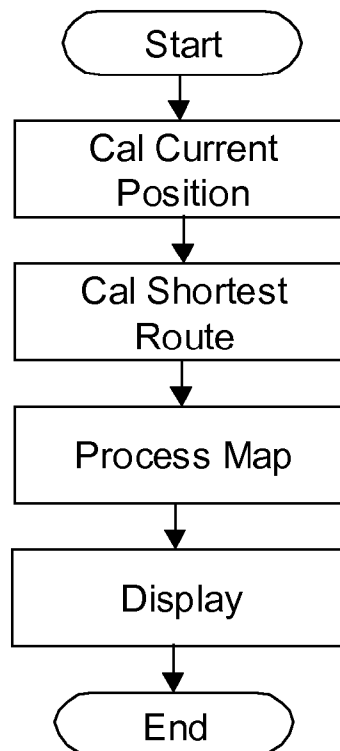 Start
Cal Current
Position
Cal Shortest
Route
Process Map
Display
End